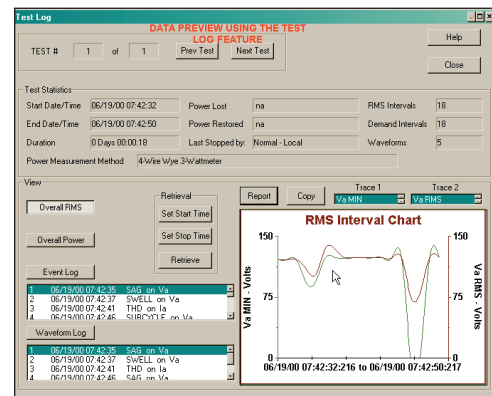 Test Log
DATA PREVIEW USING THE TEST
LOG FEATURE
TEST # 1 of 1 Prev Test Next Test
Help
Close
Test Statistics
Start Date/Time 06/19/00 07:42:32 Power Lost na RMS Intervals 18
End Date/Time 06/19/00 07:42:50 Power Restored na Demand Intervals 18
Duration 0 Days 00:00:18 Last Stopped by: Normal - Local Waveforms 5
Power Measurement Method 4-Wire Wye 3-Wattmeter
View
Overall RMS
Overall Power
Retrieval
Set Start Time
Set Stop Time
Retrieve
Event Log
1 06/19/00 07:42:35 SAG on Va
2 06/19/00 07:42:37 SWELL on Va
3 06/19/00 07:42:41 THD on Ia
4 06/19/00 07:42:46 SUBCYCLE on Va
Waveform Log
1 06/19/00 07:42:35 SAG on Va
2 06/19/00 07:42:37 SWELL on Va
3 06/19/00 07:42:41 THD on Ia
4 06/19/00 07:42:46 SAG on Va
Report Copy
Trace 1 Trace 2
Va MIN Va RMS
RMS Interval Chart
150 150
Va MIN - Volts
75 75
Va RMS - Volts
0 0
06/19/00 07:42:32:216 to 06/19/00 07:42:50:217